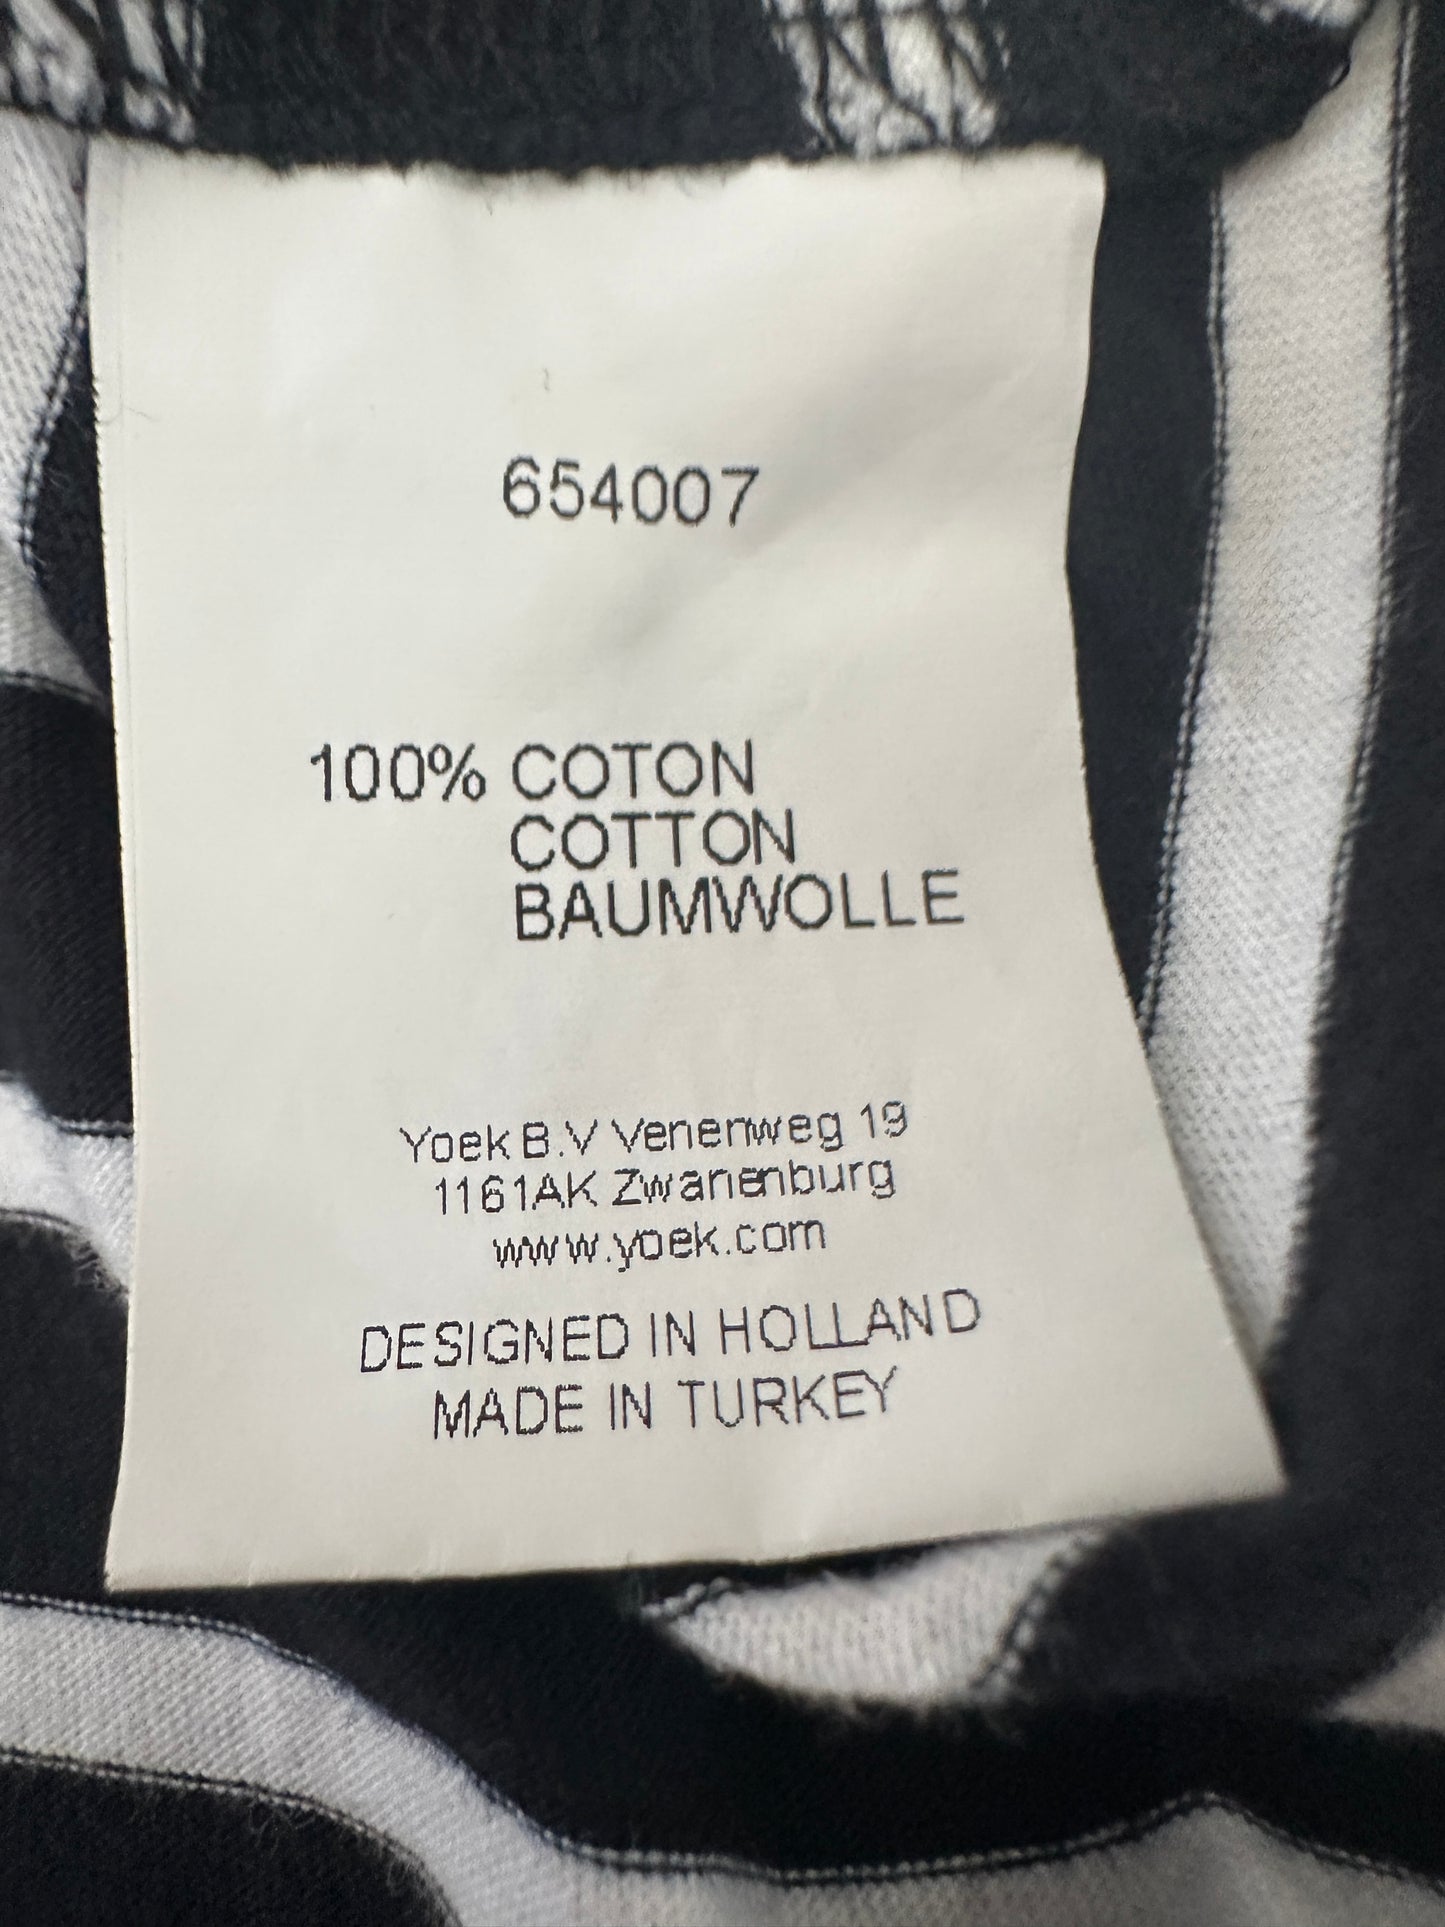 654007
100% COTON
COTTON
BAUMWOLLE
Yoek B.V Venenweg 19
1161AK Zwanenburg
www.yoek.com
DESIGNED IN HOLLAND
MADE IN TURKEY